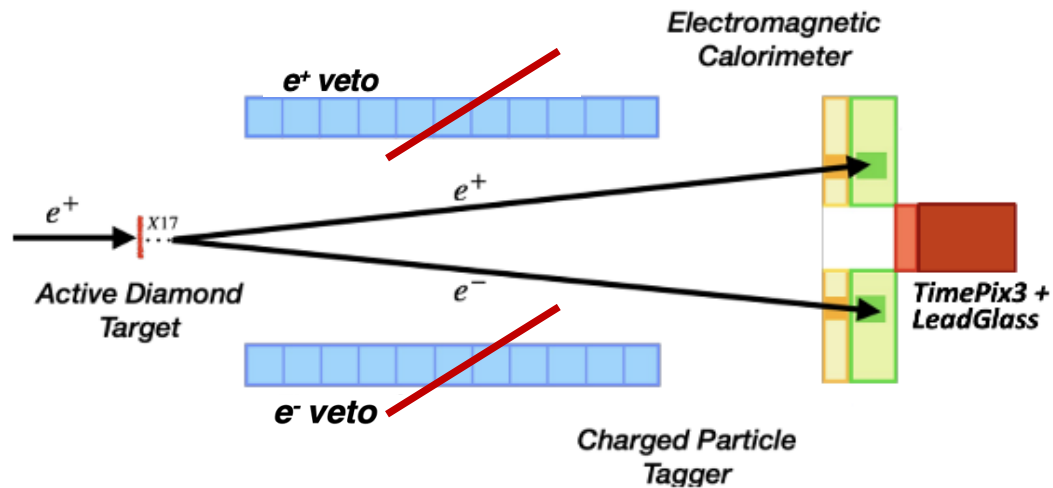 Electromagnetic
Calorimeter
e⁺ veto
e⁺
e⁺
X17
Active Diamond
Target
e⁻
TimePix3 +
LeadGlass
e⁻ veto
Charged Particle
Tagger